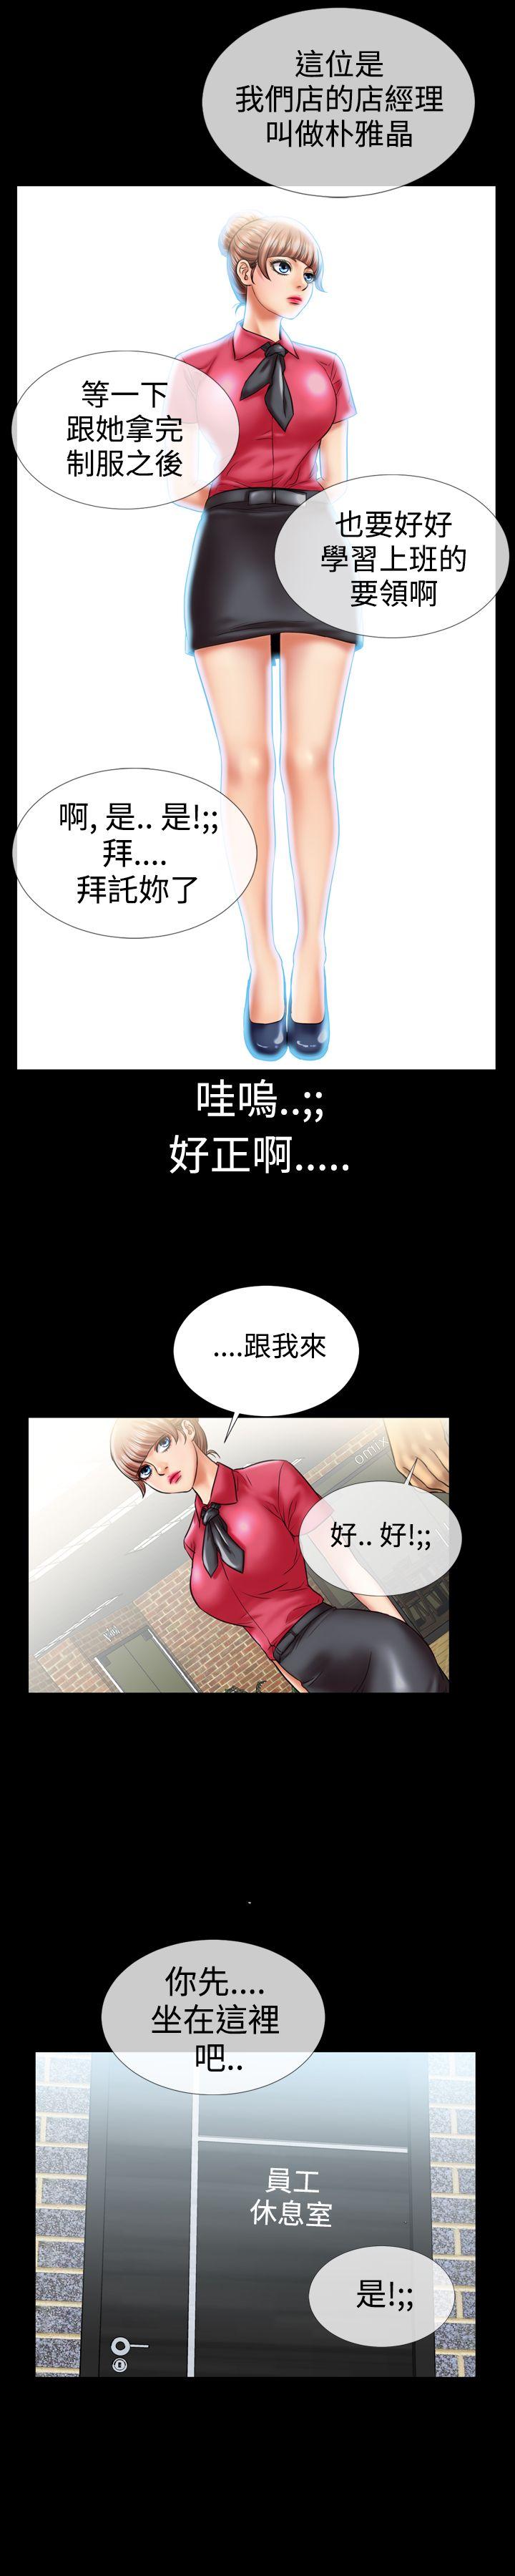 這位是
我們店的店經理
叫做朴雅晶
等一下
跟她拿完
制服之後
也要好好
學習上班的
要領啊
啊, 是.. 是!;;
拜....
拜託妳了
哇嗚..;;
好正啊.....
....跟我來
omix
好.. 好!;;
你先....
坐在這裡
吧..
員工
休息室
是!;;